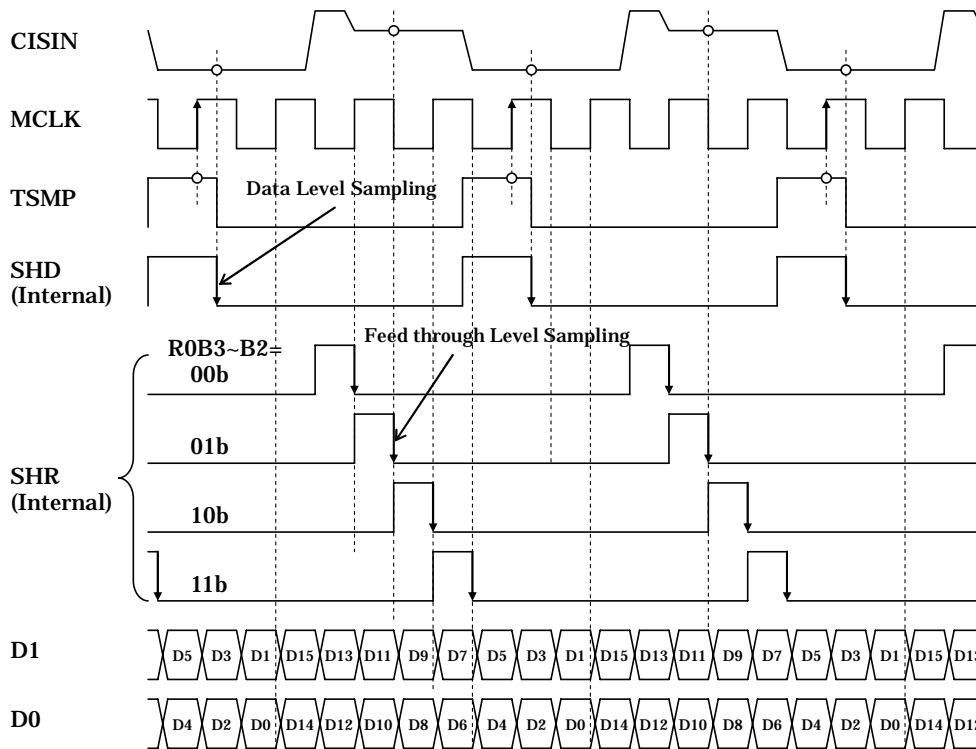 CISIN
MCLK
TSMP
Data Level Sampling
SHD
(Internal)
R0B3~B2=
Feed through Level Sampling
00b
01b
SHR
(Internal)
10b
11b
D1 D5 D3 D1 D15 D13 D11 D9 D7 D5 D3 D1 D15 D13 D11 D9 D7 D5 D3 D1 D15 D13
D0 D4 D2 D0 D14 D12 D10 D8 D6 D4 D2 D0 D14 D12 D10 D8 D6 D4 D2 D0 D14 D12